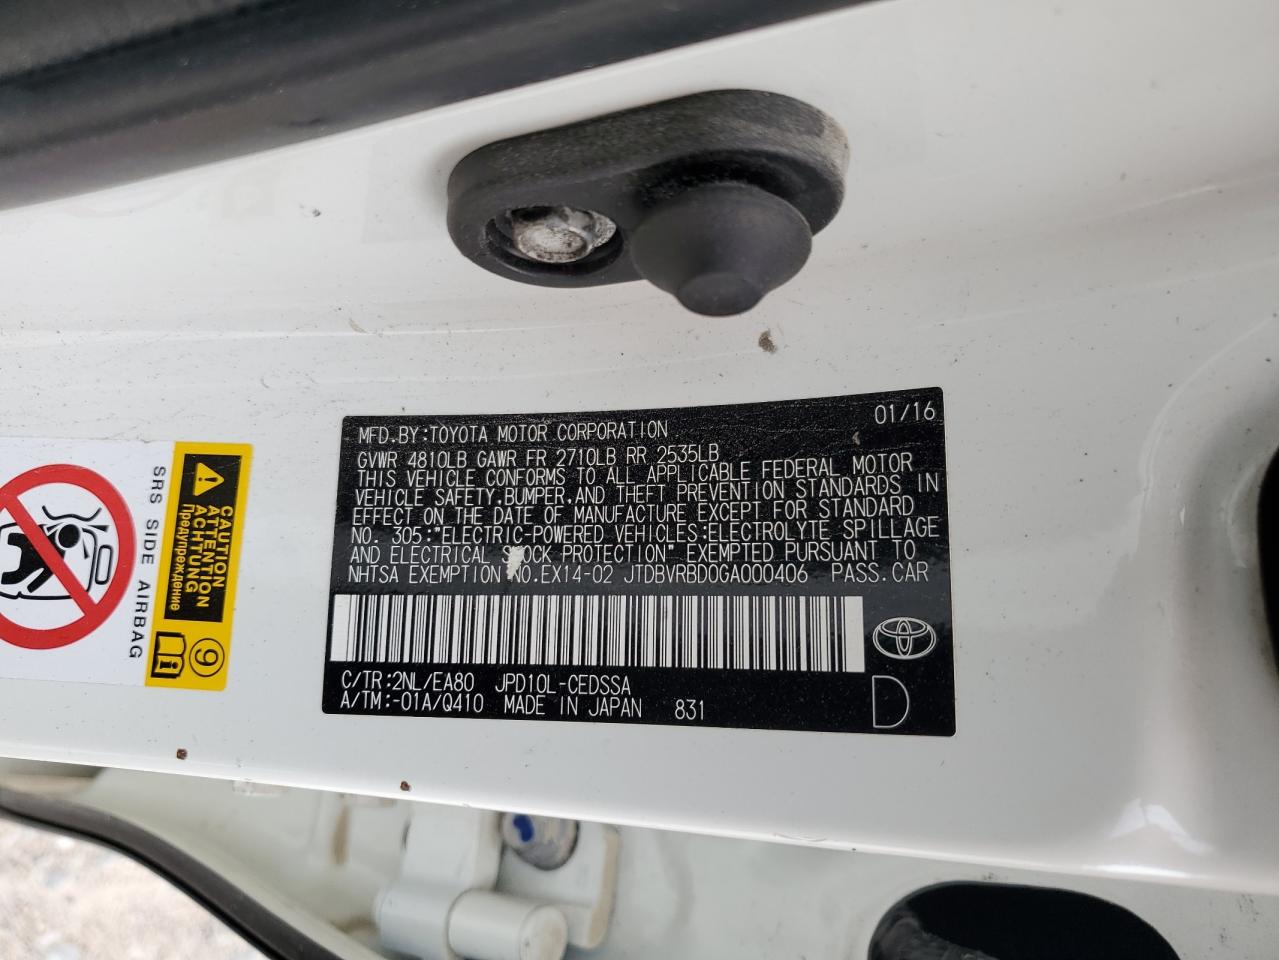 MFD.BY:TOYOTA MOTOR CORPORATION 01/16
GVWR 4810LB GAWR FR 2710LB RR 2535LB
THIS VEHICLE CONFORMS TO ALL APPLICABLE FEDERAL MOTOR
VEHICLE SAFETY,BUMPER,AND THEFT PREVENTION STANDARDS IN
EFFECT ON THE DATE OF MANUFACTURE EXCEPT FOR STANDARD
NO. 305:"ELECTRIC-POWERED VEHICLES:ELECTROLYTE SPILLAGE
AND ELECTRICAL SHOCK PROTECTION" EXEMPTED PURSUANT TO
NHTSA EXEMPTION NO.EX14-02 JTDBVRBD0GA000406 PASS.CAR
C/TR:2NL/EA80 JPD10L-CEDSSA
A/TM:-01A/Q410 MADE IN JAPAN 831
D
CAUTION
ATTENTION
ACHTUNG
Предупреждение
SRS SIDE AIRBAG
9